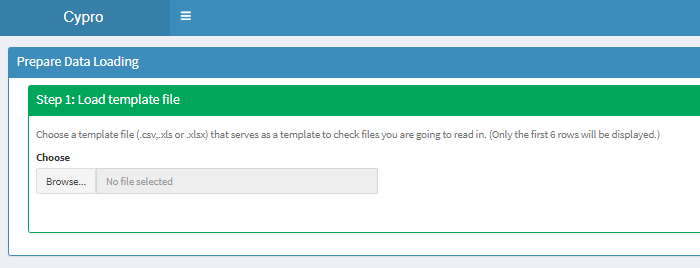 Cypro
Prepare Data Loading
Step 1: Load template file
Choose a template file (.csv,.xls or .xlsx) that serves as a template to check files you are going to read in. (Only the first 6 rows will be displayed.)
Choose
Browse... No file selected